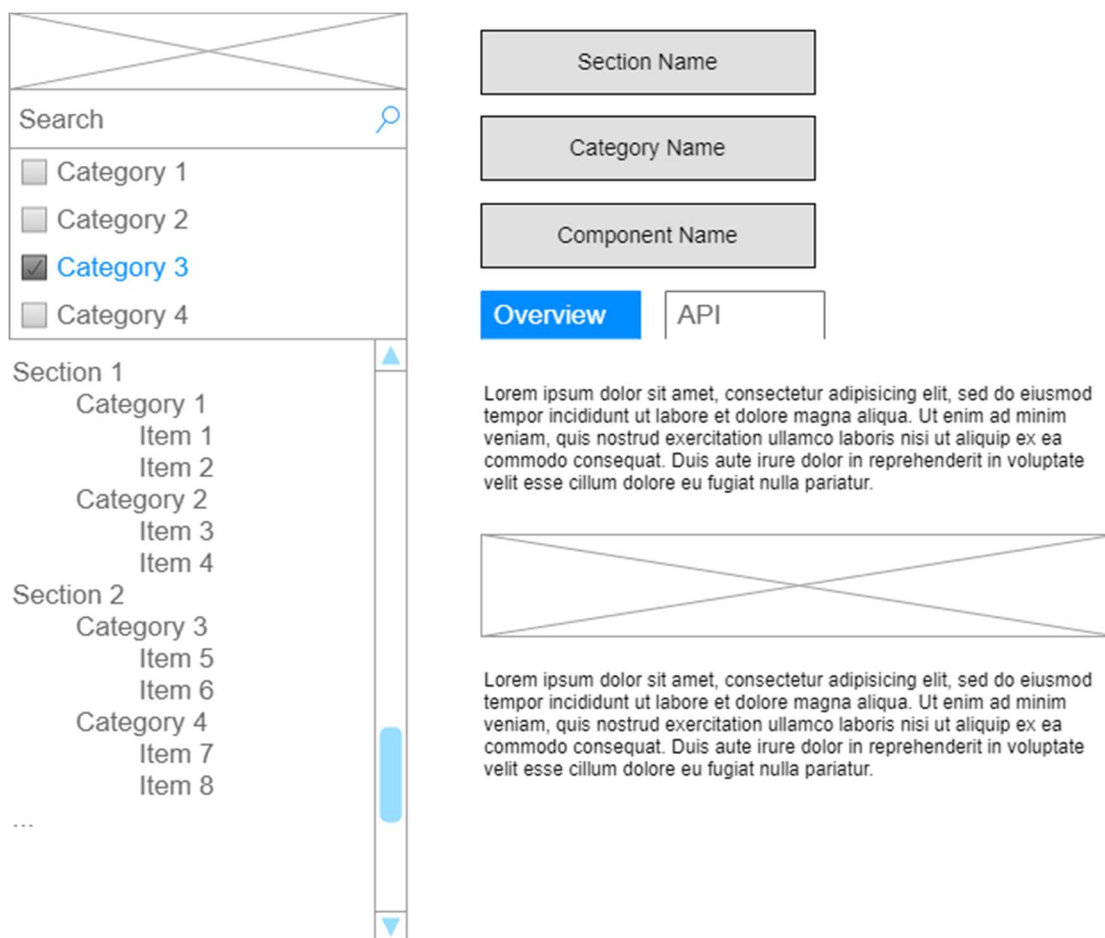 Search
Category 1
Category 2
Category 3
Category 4
Section 1
Category 1
Item 1
Item 2
Category 2
Item 3
Item 4
Section 2
Category 3
Item 5
Item 6
Category 4
Item 7
Item 8
...
Section Name
Category Name
Component Name
Overview
API
Lorem ipsum dolor sit amet, consectetur adipisicing elit, sed do eiusmod
tempor incididunt ut labore et dolore magna aliqua. Ut enim ad minim
veniam, quis nostrud exercitation ullamco laboris nisi ut aliquip ex ea
commodo consequat. Duis aute irure dolor in reprehenderit in voluptate
velit esse cillum dolore eu fugiat nulla pariatur.
Lorem ipsum dolor sit amet, consectetur adipisicing elit, sed do eiusmod
tempor incididunt ut labore et dolore magna aliqua. Ut enim ad minim
veniam, quis nostrud exercitation ullamco laboris nisi ut aliquip ex ea
commodo consequat. Duis aute irure dolor in reprehenderit in voluptate
velit esse cillum dolore eu fugiat nulla pariatur.